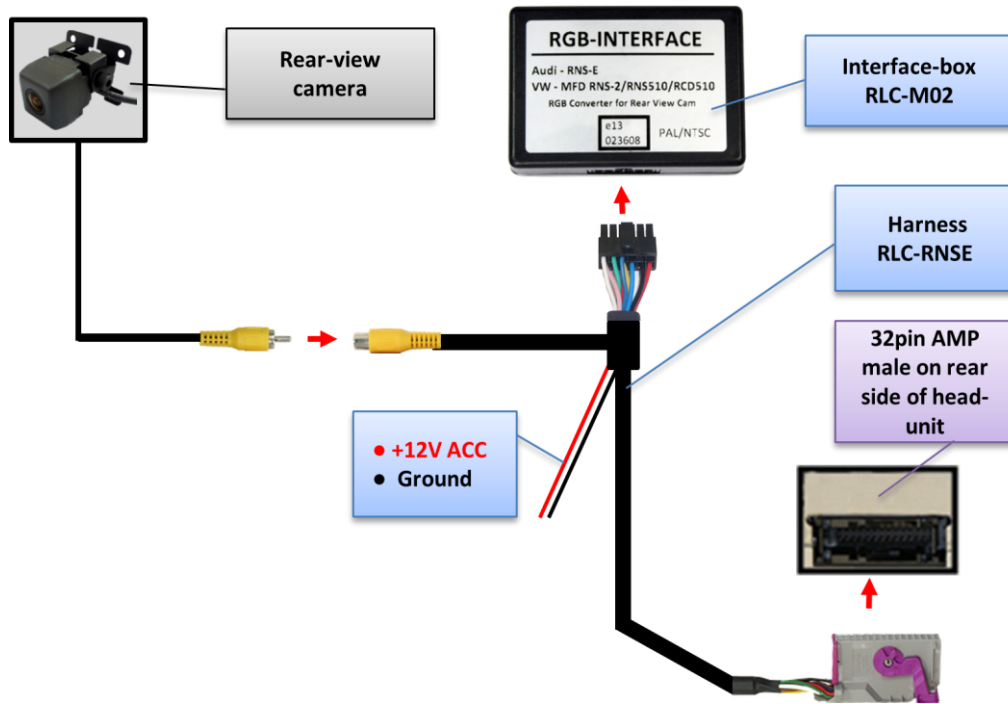 Rear-view
camera
RGB-INTERFACE
Audi - RNS-E
VW - MFD RNS-2/RNS510/RCD510
RGB Converter for Rear View Cam
e13
023608
PAL/NTSC
Interface-box
RLC-M02
Harness
RLC-RNSE
32pin AMP
male on rear
side of head-
unit
● +12V ACC
● Ground